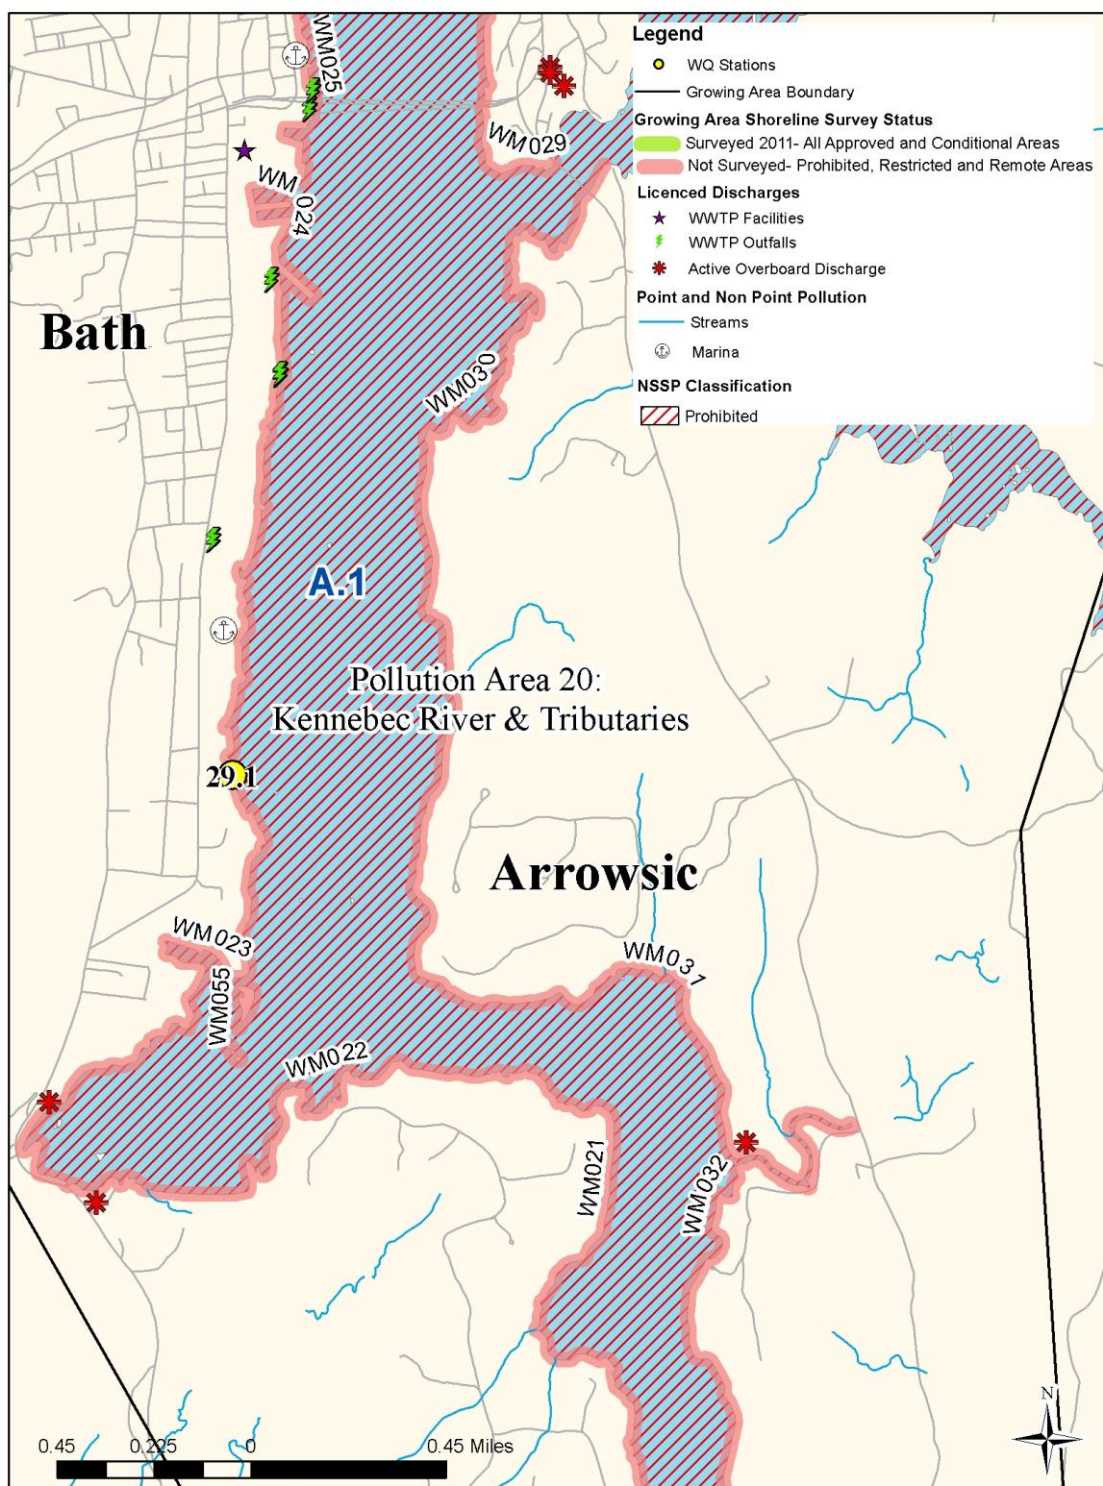 Legend
WQ Stations
Growing Area Boundary
Growing Area Shoreline Survey Status
Surveyed 2011- All Approved and Conditional Areas
Not Surveyed- Prohibited, Restricted and Remote Areas
Licenced Discharges
WWTP Facilities
WWTP Outfalls
Active Overboard Discharge
Point and Non Point Pollution
Streams
Marina
NSSP Classification
Prohibited
WM025
WM029
WM024
Bath
WM030
A.1
Pollution Area 20:
Kennebec River & Tributaries
29.1
Arrowsic
WM023
WM031
WM055
WM022
WM021
WM032
N
0.45 0.225 0 0.45 Miles